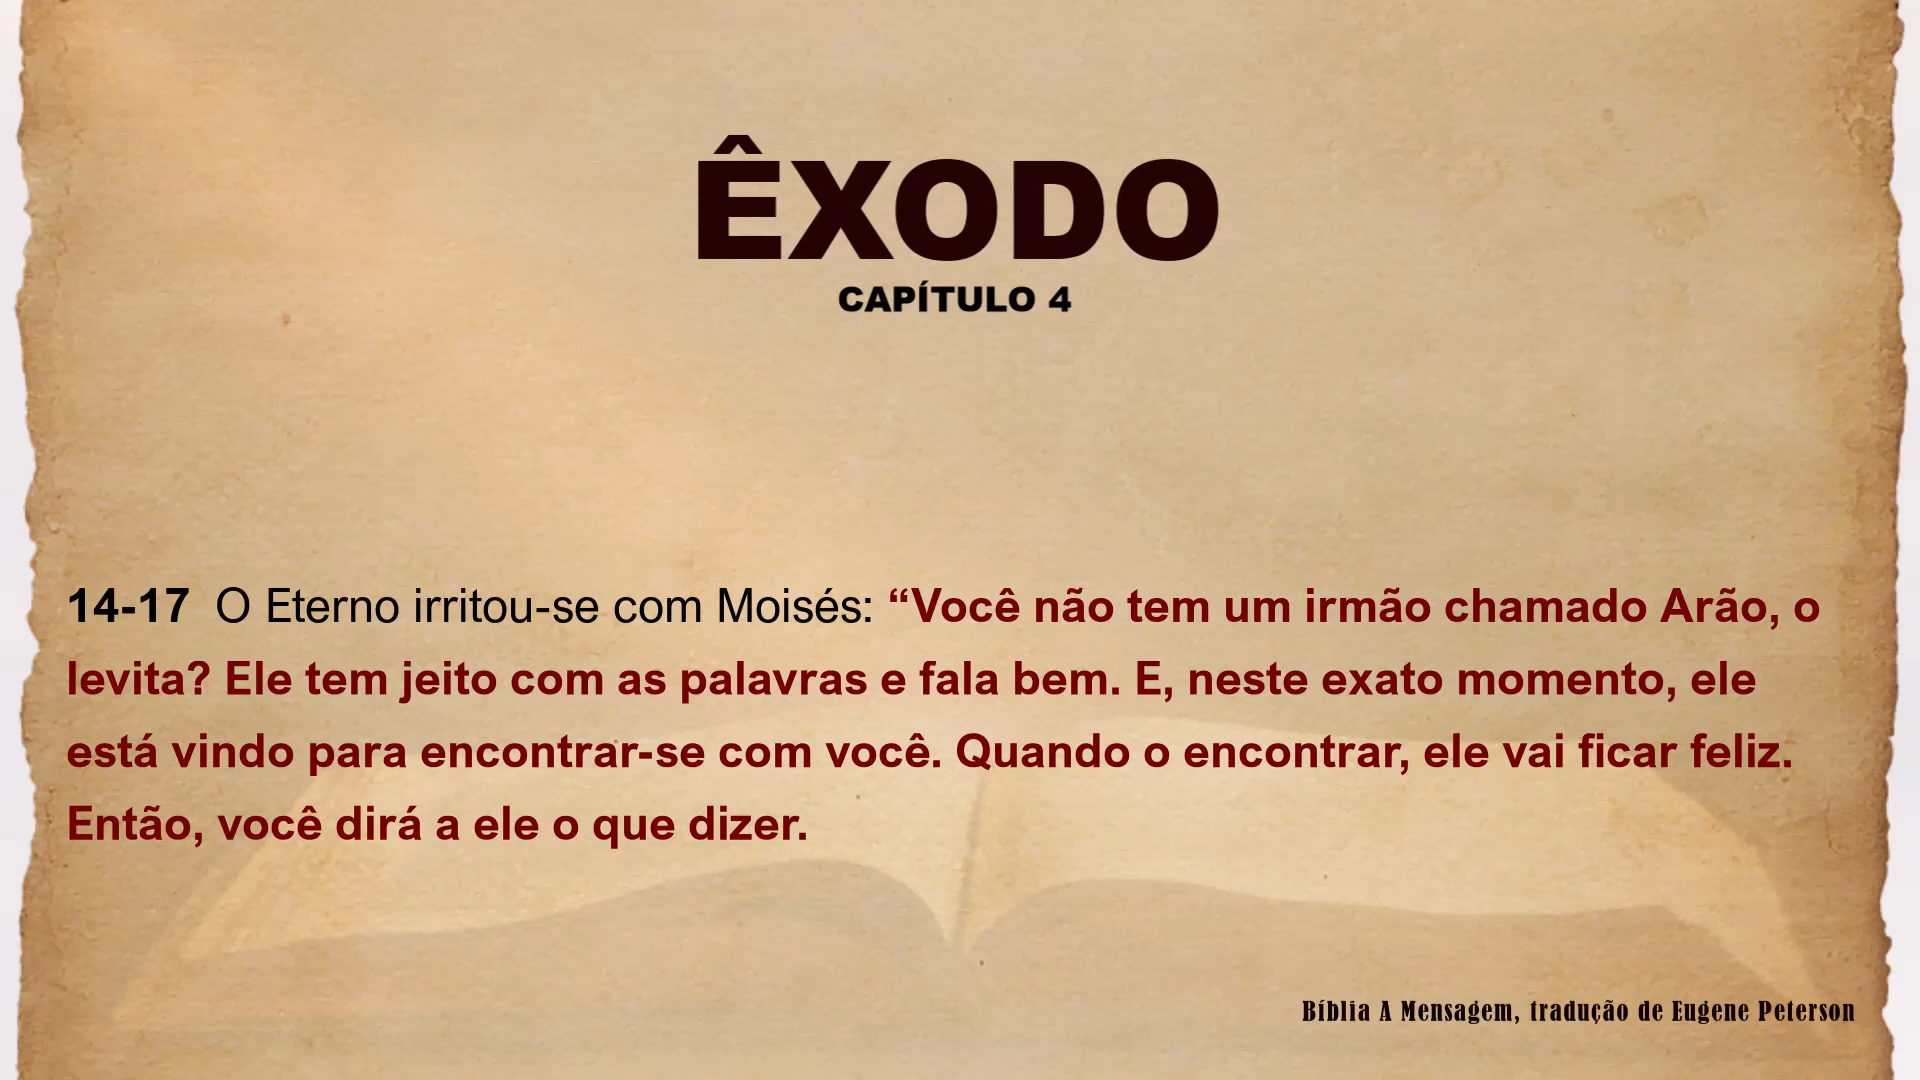 ÊXODO
CAPÍTULO 4
14-17 O Eterno irritou-se com Moisés: “Você não tem um irmão chamado Arão, o
levita? Ele tem jeito com as palavras e fala bem. E, neste exato momento, ele
está vindo para encontrar-se com você. Quando o encontrar, ele vai ficar feliz.
Então, você dirá a ele o que dizer.
Bíblia A Mensagem, tradução de Eugene Peterson